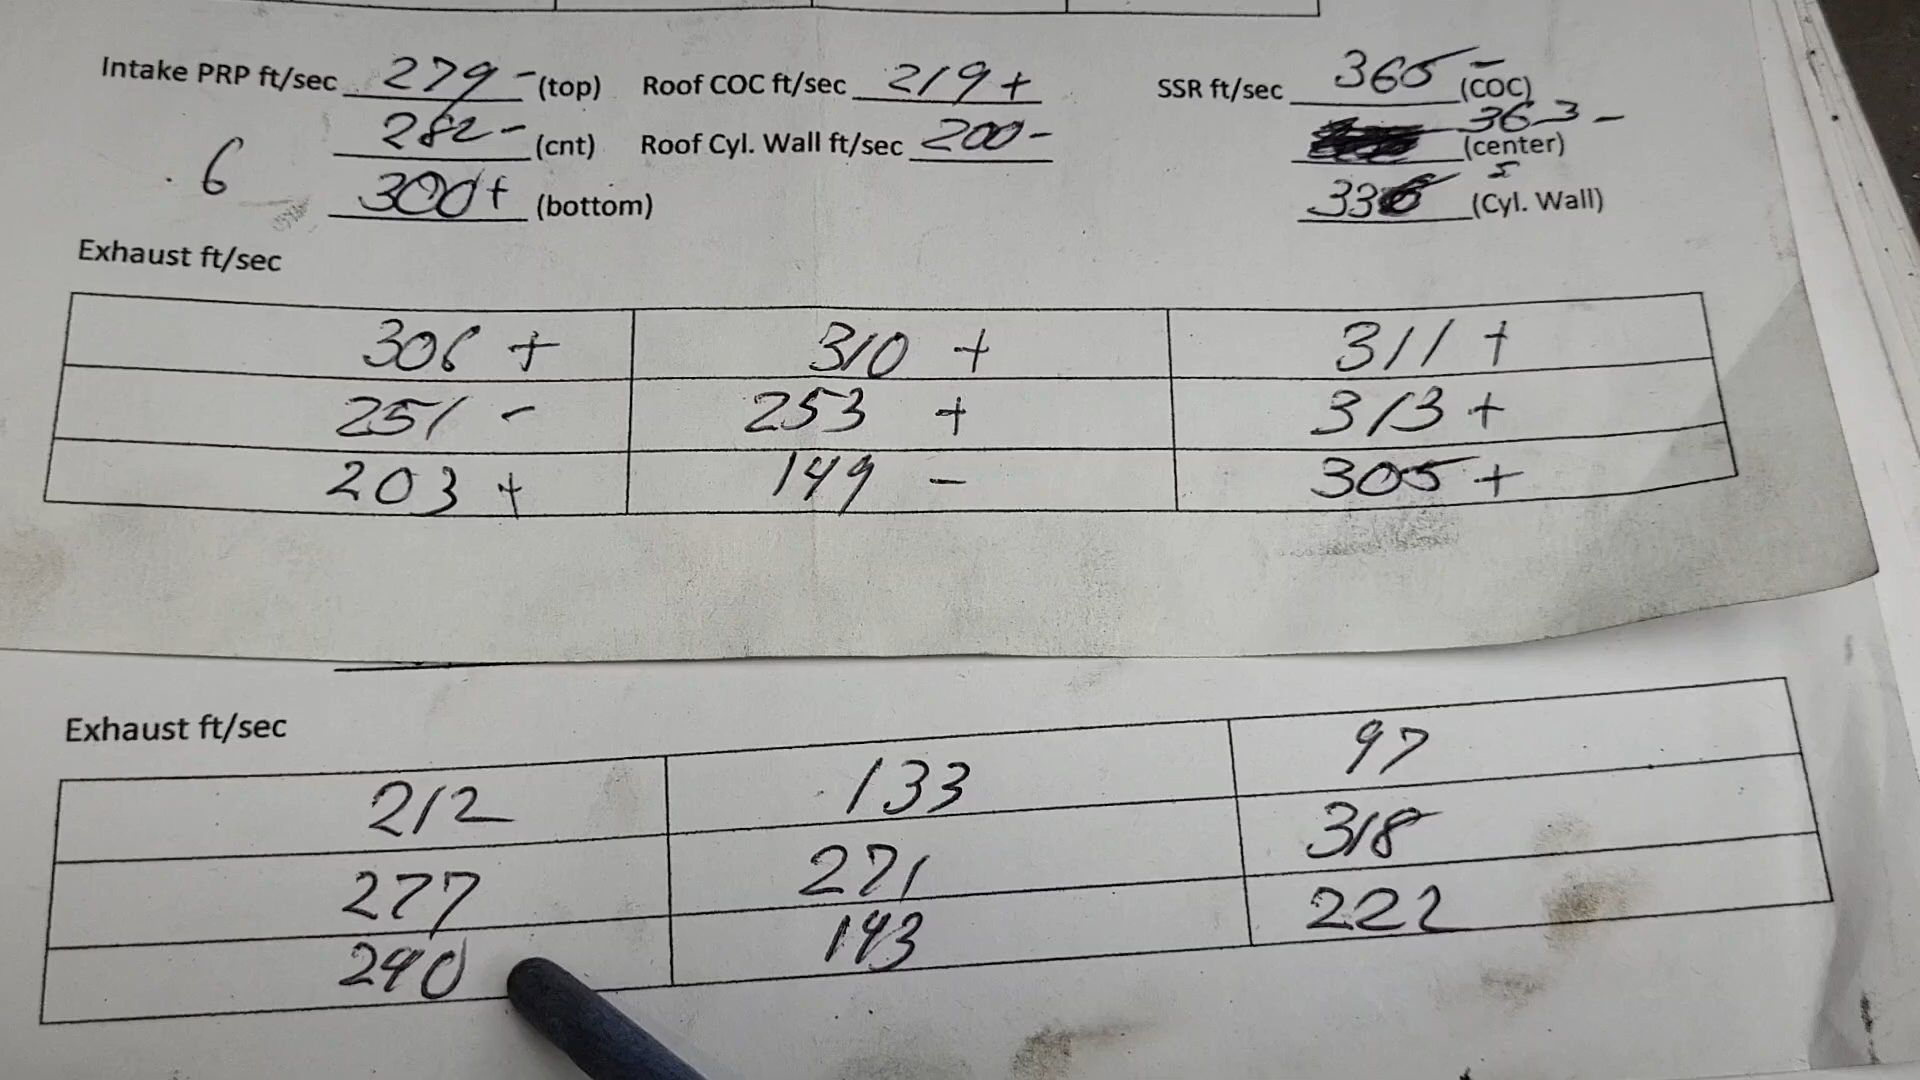 Intake PRP ft/sec 279 - (top) Roof COC ft/sec 219 + SSR ft/sec 365 - (COC)
282 - (cnt) Roof Cyl. Wall ft/sec 200 - 363 - (center)
.6 300 + (bottom) 335 (Cyl. Wall)
Exhaust ft/sec
306 + 310 + 311 +
251 - 253 + 313 +
203 + 149 - 305 +
Exhaust ft/sec
212 133 97
277 271 318
240 143 222